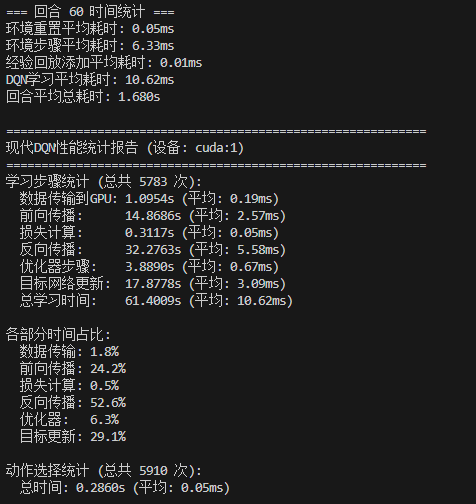 === 回合 60 时间统计 ===
环境重置平均耗时: 0.05ms
环境步骤平均耗时: 6.33ms
经验回放添加平均耗时: 0.01ms
DQN学习平均耗时: 10.62ms
回合平均总耗时: 1.680s
============================================================
现代DQN性能统计报告 (设备: cuda:1)
============================================================
学习步骤统计 (总共 5783 次):
数据传输到GPU: 1.0954s (平均: 0.19ms)
前向传播: 14.8686s (平均: 2.57ms)
损失计算: 0.3117s (平均: 0.05ms)
反向传播: 32.2763s (平均: 5.58ms)
优化器步骤: 3.8890s (平均: 0.67ms)
目标网络更新: 17.8778s (平均: 3.09ms)
总学习时间: 61.4009s (平均: 10.62ms)
各部分时间占比:
数据传输: 1.8%
前向传播: 24.2%
损失计算: 0.5%
反向传播: 52.6%
优化器: 6.3%
目标更新: 29.1%
动作选择统计 (总共 5910 次):
总时间: 0.2860s (平均: 0.05ms)